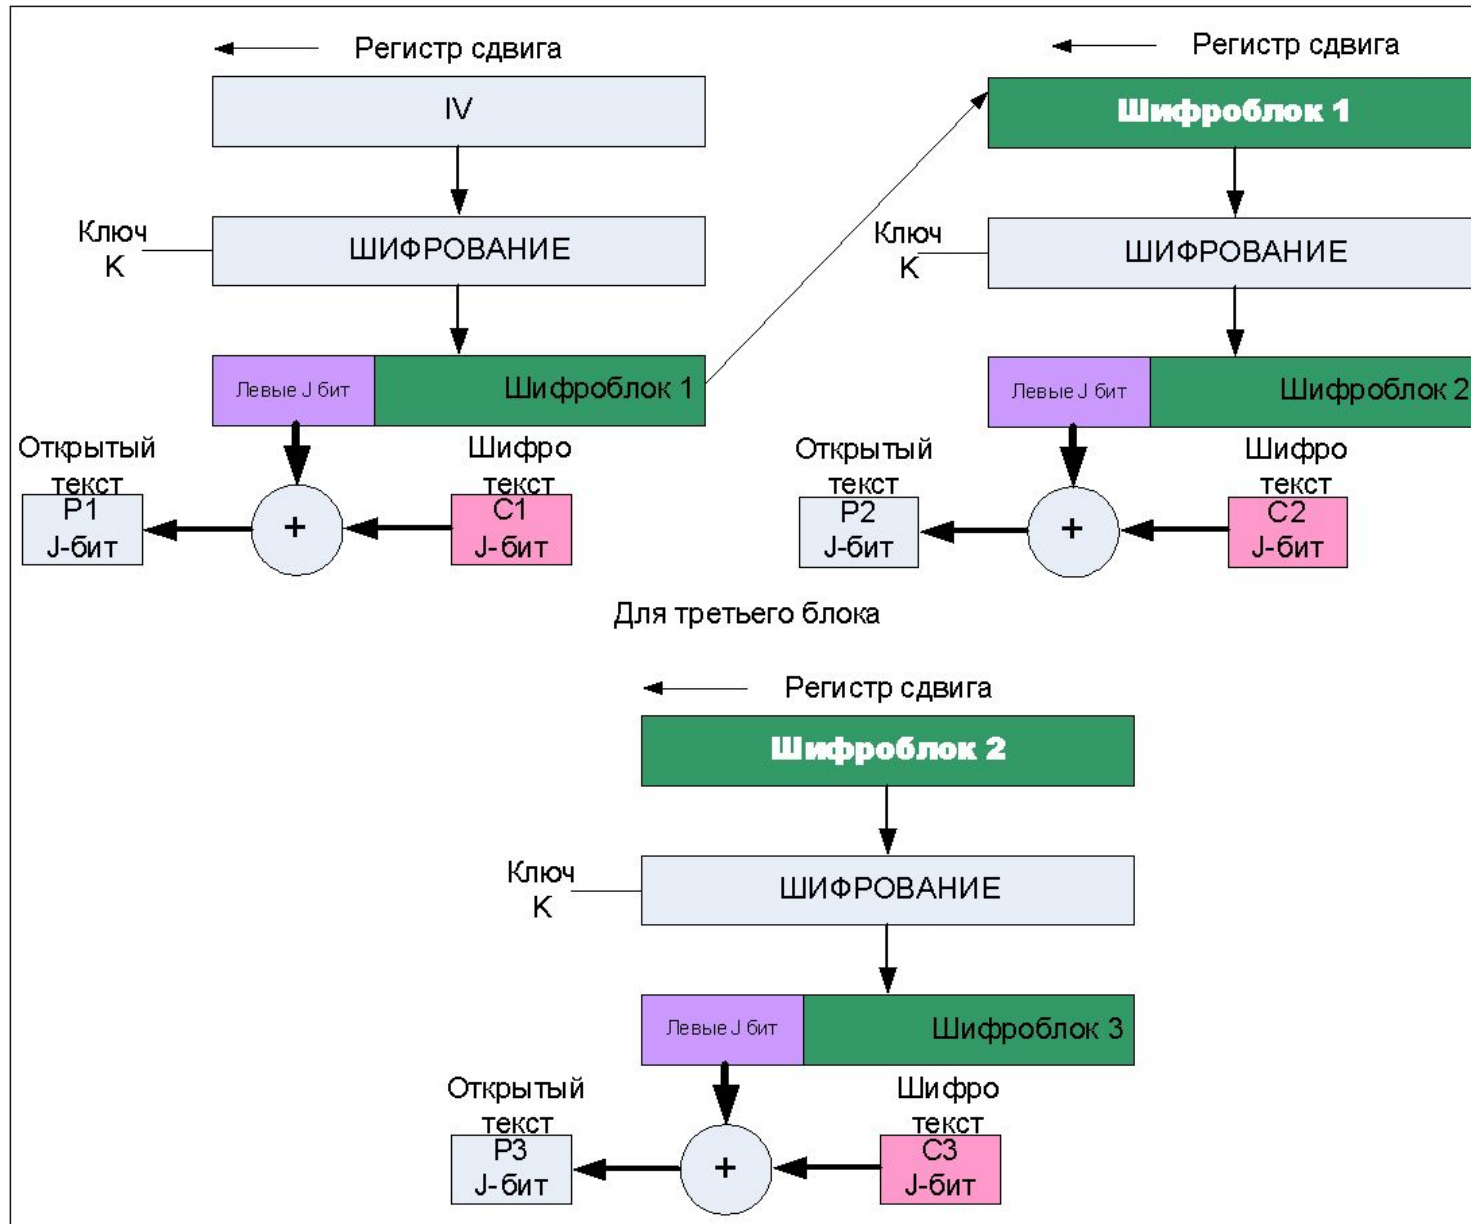 Регистр сдвига
IV
Ключ
K
ШИФРОВАНИЕ
Левые J бит
Шифроблок 1
Открытый
текст
P1
J-бит
+
Шифро
текст
C1
J-бит
Регистр сдвига
Шифроблок 1
Ключ
K
ШИФРОВАНИЕ
Левые J бит
Шифроблок 2
Открытый
текст
P2
J-бит
+
Шифро
текст
C2
J-бит
Для третьего блока
Регистр сдвига
Шифроблок 2
Ключ
K
ШИФРОВАНИЕ
Левые J бит
Шифроблок 3
Открытый
текст
P3
J-бит
+
Шифро
текст
C3
J-бит